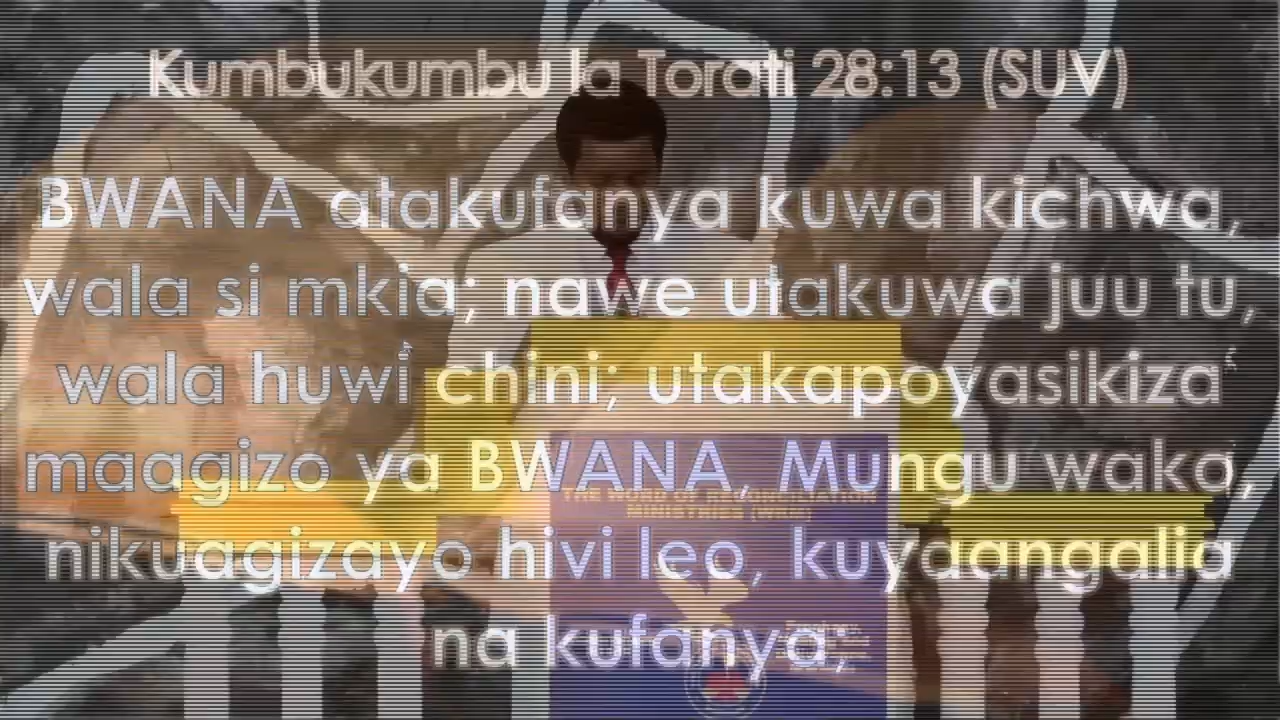 Kumbukumbu la Torati 28:13 (SUV)
BWANA atakufanya kuwa kichwa,
wala si mkia; nawe utakuwa juu tu,
wala huwi chini; utakapoyasikiza
maagizo ya BWANA, Mungu wako,
nikuagizayo hivi leo, kuyaangalia
na kufanya;
THE WORD OF RECONCILIATION
MINISTRIES (WRM)